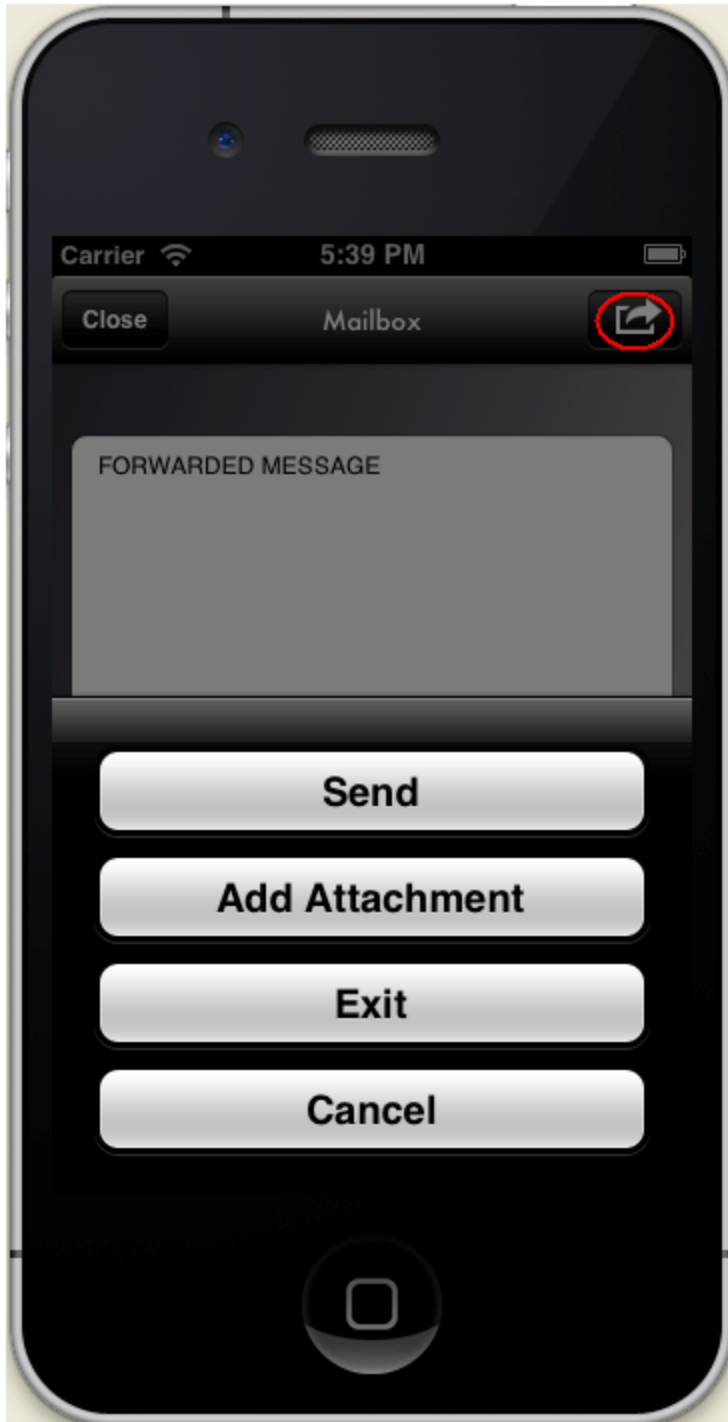 Carrier 5:39 PM
Close Mailbox
FORWARDED MESSAGE
Send
Add Attachment
Exit
Cancel